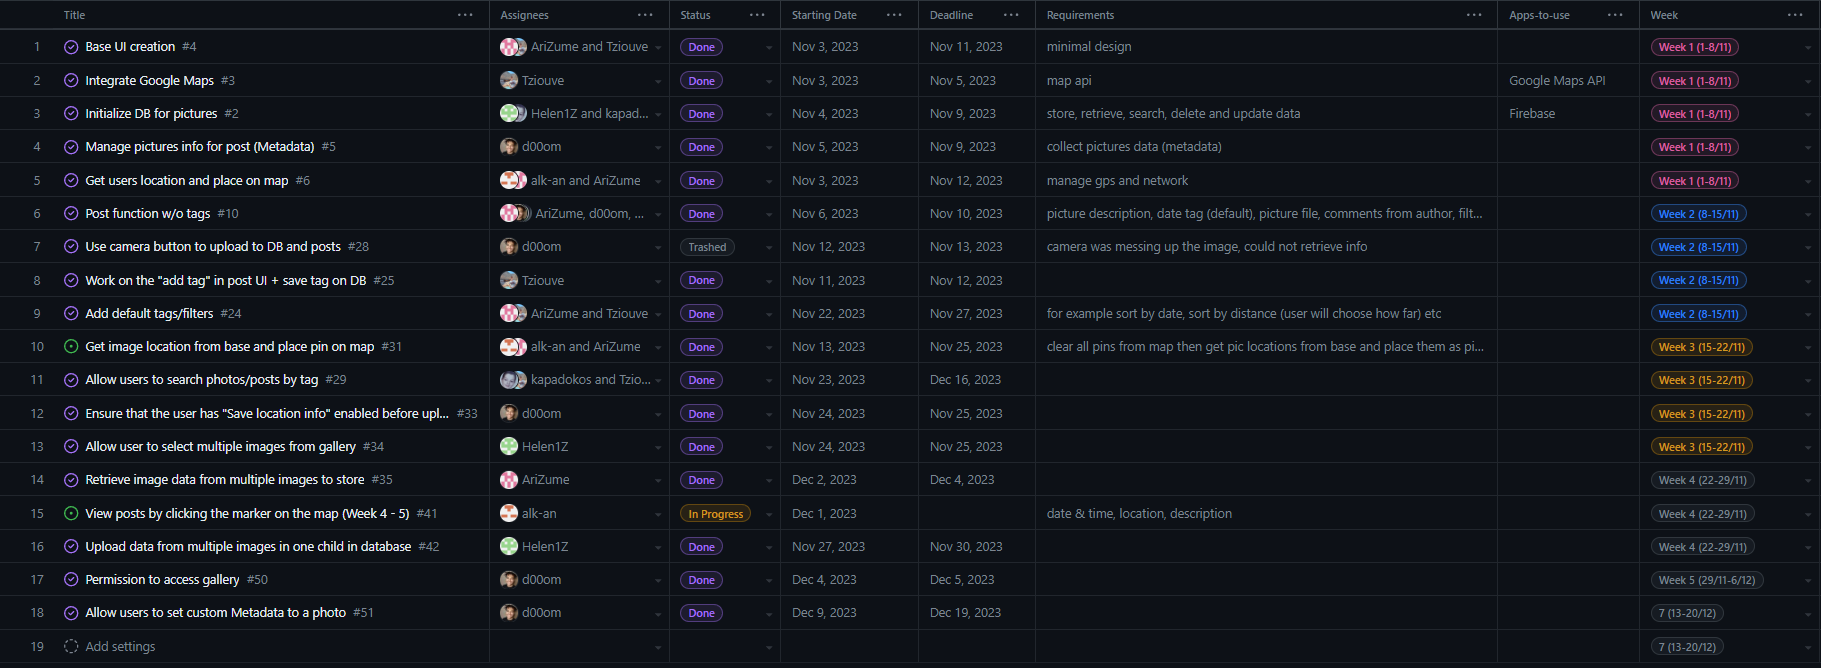 Title ... Assignees ... Status ... Starting Date ... Deadline ... Requirements ... Apps-to-use ... Week ...
1 Base UI creation #4 AriZume and Tziouve Done Nov 3, 2023 Nov 11, 2023 minimal design Week 1 (1-8/11)
2 Integrate Google Maps #3 Tziouve Done Nov 3, 2023 Nov 5, 2023 map api Google Maps API Week 1 (1-8/11)
3 Initialize DB for pictures #2 Helen1Z and kapad... Done Nov 4, 2023 Nov 9, 2023 store, retrieve, search, delete and update data Firebase Week 1 (1-8/11)
4 Manage pictures info for post (Metadata) #5 d00om Done Nov 5, 2023 Nov 9, 2023 collect pictures data (metadata) Week 1 (1-8/11)
5 Get users location and place on map #6 alk-an and AriZume Done Nov 3, 2023 Nov 12, 2023 manage gps and network Week 1 (1-8/11)
6 Post function w/o tags #10 AriZume, d00om, ... Done Nov 6, 2023 Nov 10, 2023 picture description, date tag (default), picture file, comments from author, filt... Week 2 (8-15/11)
7 Use camera button to upload to DB and posts #28 d00om Trashed Nov 12, 2023 Nov 13, 2023 camera was messing up the image, could not retrieve info Week 2 (8-15/11)
8 Work on the "add tag" in post UI + save tag on DB #25 Tziouve Done Nov 11, 2023 Nov 12, 2023 Week 2 (8-15/11)
9 Add default tags/filters #24 AriZume and Tziouve Done Nov 22, 2023 Nov 27, 2023 for example sort by date, sort by distance (user will choose how far) etc Week 2 (8-15/11)
10 Get image location from base and place pin on map #31 alk-an and AriZume Done Nov 13, 2023 Nov 25, 2023 clear all pins from map then get pic locations from base and place them as pi... Week 3 (15-22/11)
11 Allow users to search photos/posts by tag #29 kapadokos and Tzio... Done Nov 23, 2023 Dec 16, 2023 Week 3 (15-22/11)
12 Ensure that the user has "Save location info" enabled before upl... #33 d00om Done Nov 24, 2023 Nov 25, 2023 Week 3 (15-22/11)
13 Allow user to select multiple images from gallery #34 Helen1Z Done Nov 24, 2023 Nov 25, 2023 Week 3 (15-22/11)
14 Retrieve image data from multiple images to store #35 AriZume Done Dec 2, 2023 Dec 4, 2023 Week 4 (22-29/11)
15 View posts by clicking the marker on the map (Week 4 - 5) #41 alk-an In Progress Dec 1, 2023 date & time, location, description Week 4 (22-29/11)
16 Upload data from multiple images in one child in database #42 Helen1Z Done Nov 27, 2023 Nov 30, 2023 Week 4 (22-29/11)
17 Permission to access gallery #50 d00om Done Dec 4, 2023 Dec 5, 2023 Week 5 (29/11-6/12)
18 Allow users to set custom Metadata to a photo #51 d00om Done Dec 9, 2023 Dec 19, 2023 7 (13-20/12)
19 Add settings 7 (13-20/12)